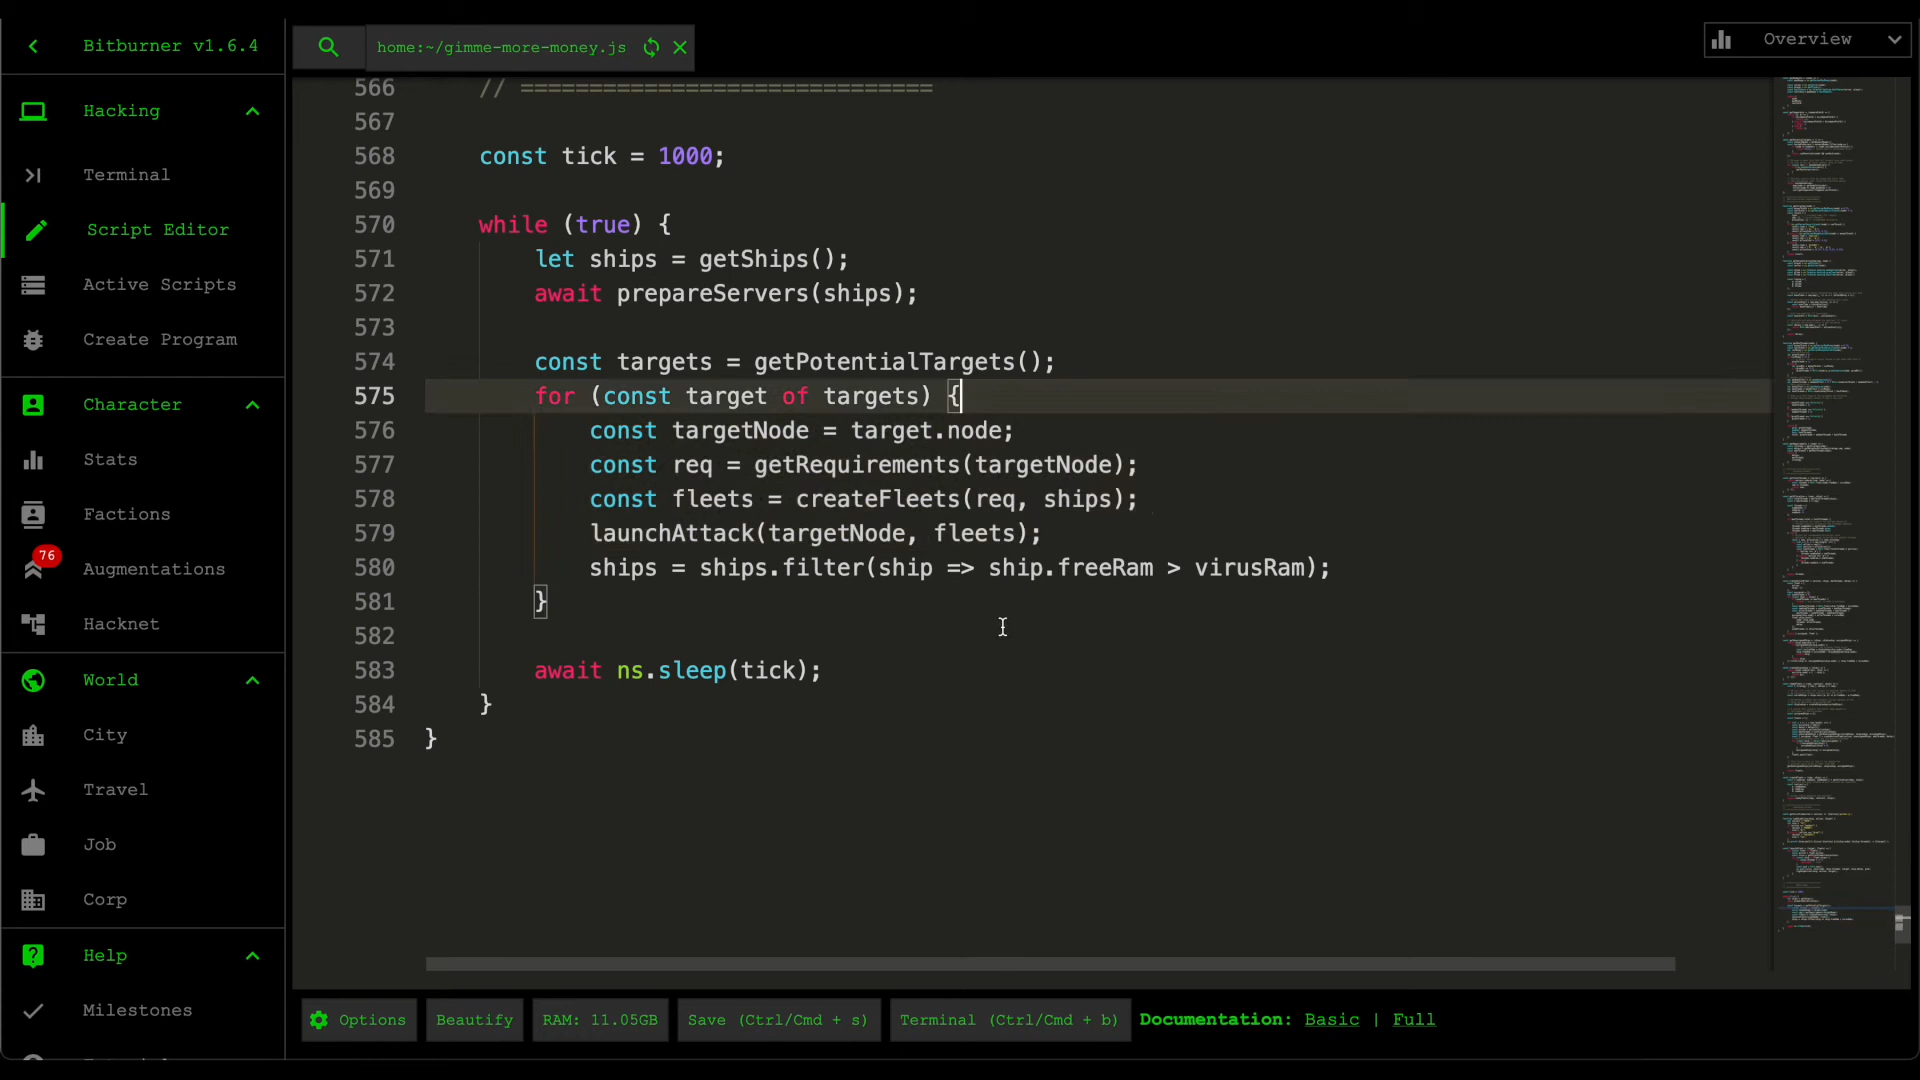 Bitburner v1.6.4
home:~/gimme-more-money.js
Overview
Hacking
Terminal
Script Editor
Active Scripts
Create Program
Character
Stats
Factions
76
Augmentations
Hacknet
World
City
Travel
Job
Corp
Help
Milestones
566 // ==============================
567
568 const tick = 1000;
569
570 while (true) {
571 let ships = getShips();
572 await prepareServers(ships);
573
574 const targets = getPotentialTargets();
575 for (const target of targets) {
576 const targetNode = target.node;
577 const req = getRequirements(targetNode);
578 const fleets = createFleets(req, ships);
579 launchAttack(targetNode, fleets);
580 ships = ships.filter(ship => ship.freeRam > virusRam);
581 }
582
583 await ns.sleep(tick);
584 }
585 }
Options
Beautify
RAM: 11.05GB
Save (Ctrl/Cmd + s)
Terminal (Ctrl/Cmd + b)
Documentation: Basic | Full